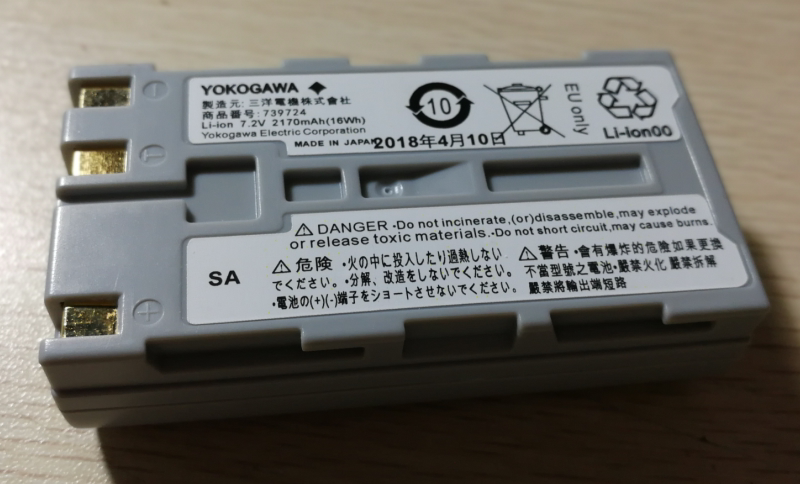 YOKOGAWA
製造元:三洋電機株式會社
商品番号:739724
Li-ion 7.2V 2170mAh(16Wh)
Yokogawa Electric Corporation
MADE IN JAPAN
2018年4月10日
10
EU only
Li-ion00
⚠DANGER・Do not incinerate,(or)disassemble,may explode
or release toxic materials.・Do not short circuit,may cause burns.
SA
⚠危険・火の中に投入したり過熱しない
でください。・分解、改造をしないでください。
・電池の(+)(-)端子をショートさせないでください。
⚠警告・會有爆炸的危險如果更換
不當型號之電池・嚴禁火化 嚴禁拆解
嚴禁將輸出端短路
−
T
+